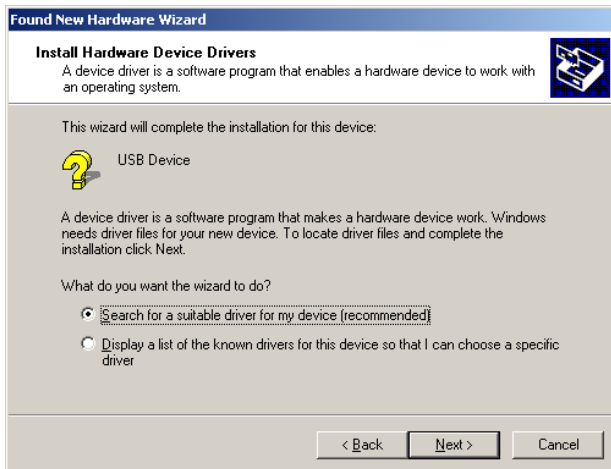 Found New Hardware Wizard
Install Hardware Device Drivers
A device driver is a software program that enables a hardware device to work with
an operating system.
This wizard will complete the installation for this device:
USB Device
A device driver is a software program that makes a hardware device work. Windows
needs driver files for your new device. To locate driver files and complete the
installation click Next.
What do you want the wizard to do?
Search for a suitable driver for my device (recommended)
Display a list of the known drivers for this device so that I can choose a specific
driver
< Back Next > Cancel